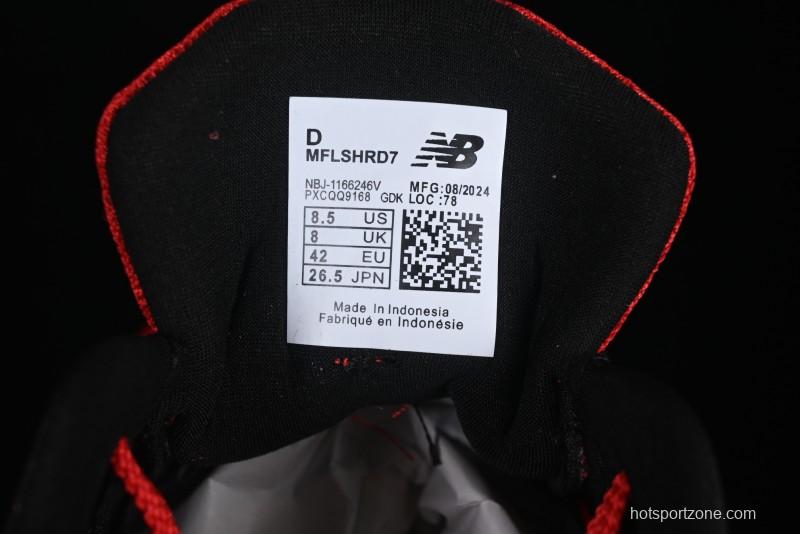 D
MFLSHRD7
NB
NBJ-1166246V
PXCQQ9168 GDK
MFG:08/2024
LOC :78
8.5 US
8 UK
42 EU
26.5 JPN
Made In Indonesia
Fabriqué en Indonésie
hotsportzone.com